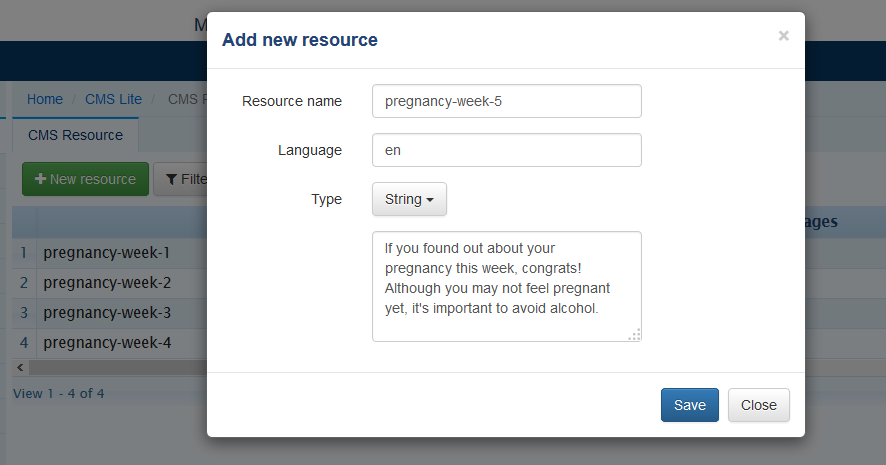 M
Add new resource
×
Home / CMS Lite / CMS R
CMS Resource
New resource
Filte
ages
1 pregnancy-week-1
2 pregnancy-week-2
3 pregnancy-week-3
4 pregnancy-week-4
View 1 - 4 of 4
Resource name
pregnancy-week-5
Language
en
Type
String
If you found out about your
pregnancy this week, congrats!
Although you may not feel pregnant
yet, it's important to avoid alcohol.
Save
Close